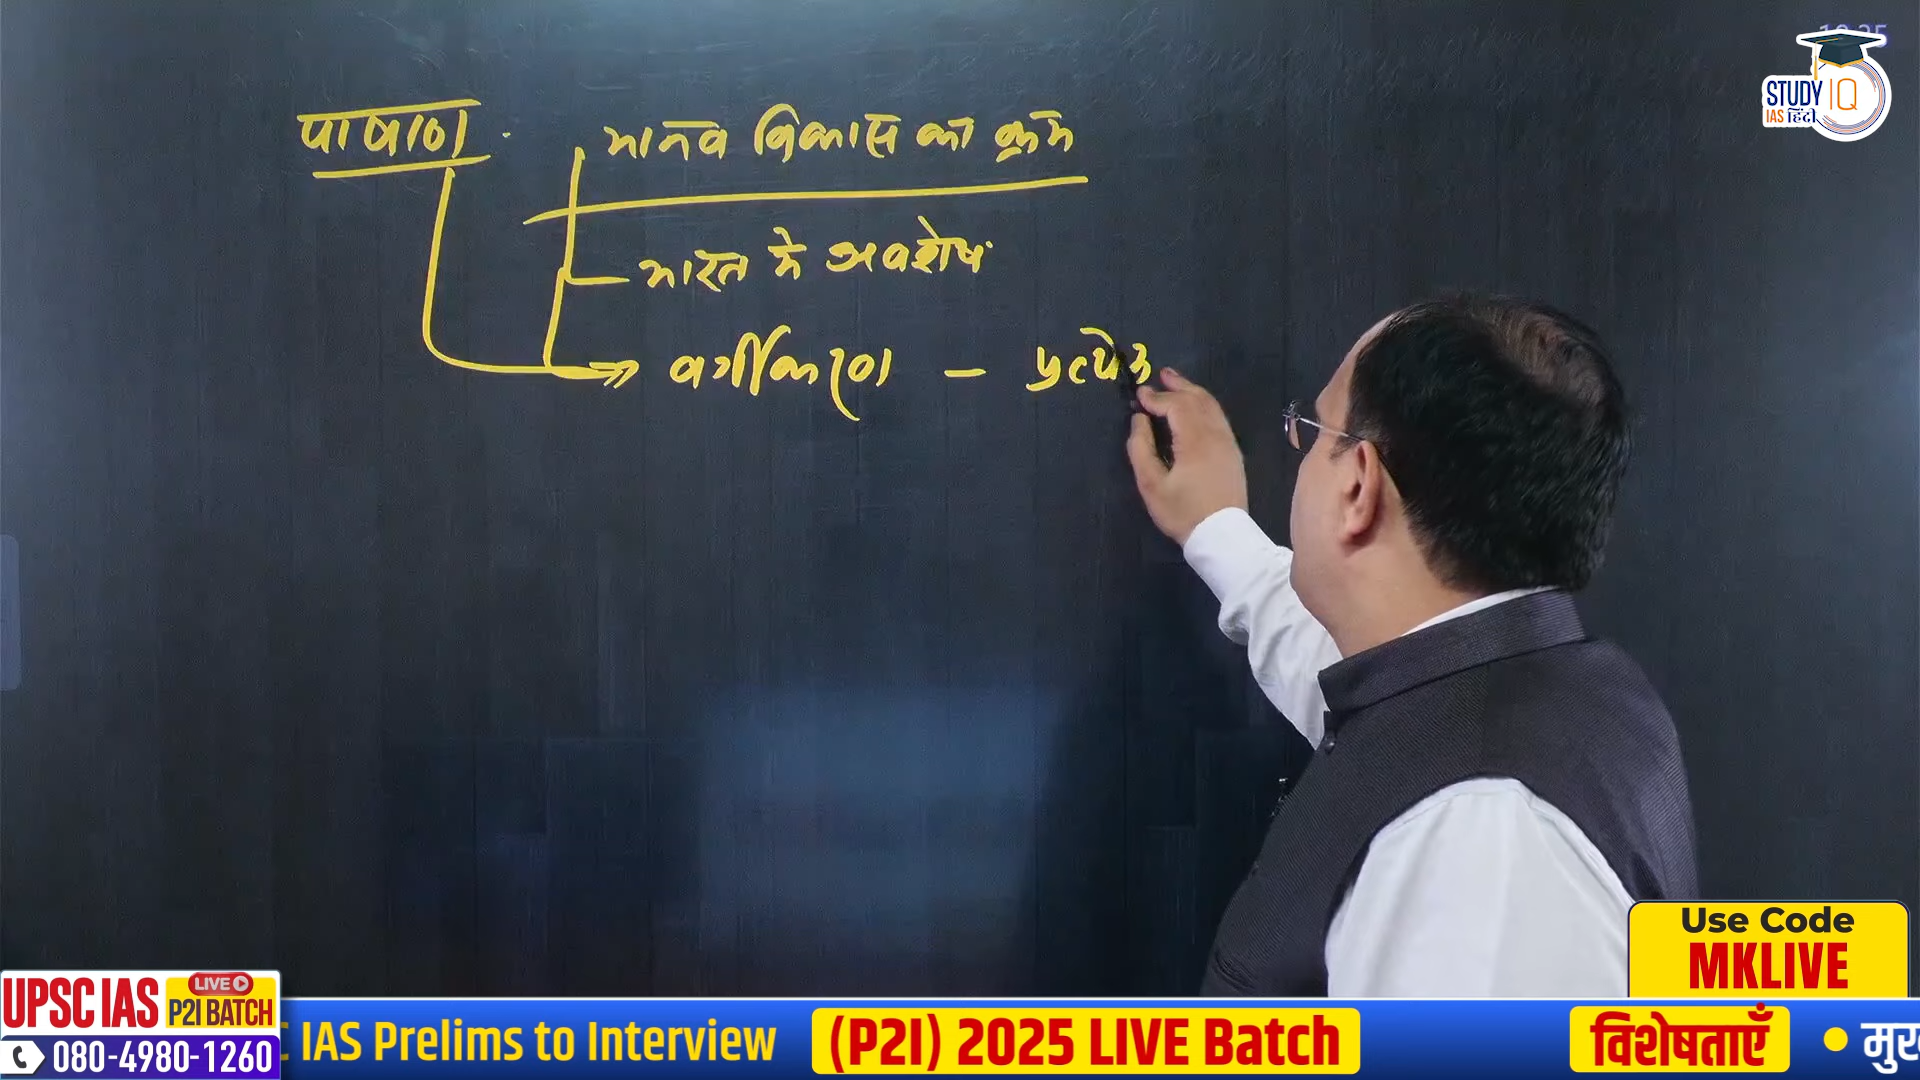 पाषाण
मानव विकास का क्रम
भारत मे अवशेष
वर्गीकरण – प्रत्येक
STUDY IQ
IAS हिंदी
Use Code
MKLIVE
UPSC IAS
LIVE
P2I BATCH
080-4980-1260
IAS Prelims to Interview
(P2I) 2025 LIVE Batch
विशेषताएँ